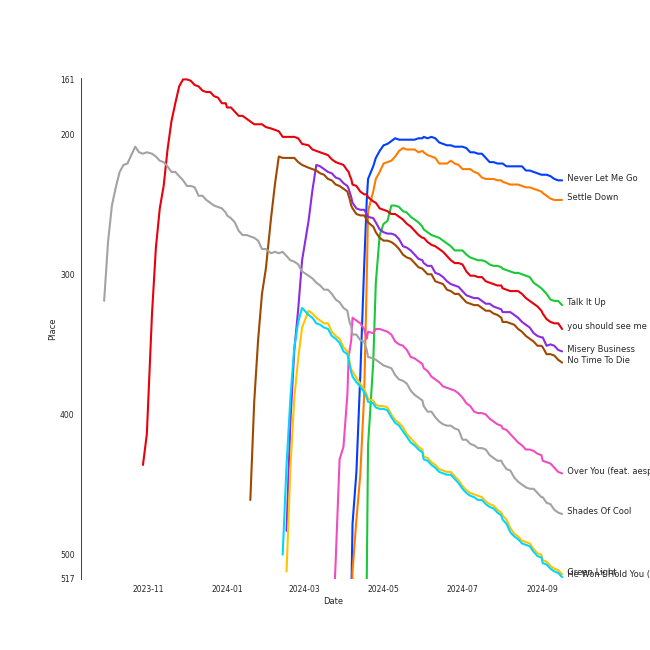 161
200
300
400
500
517
Place
2023-11
2024-01
2024-03
2024-05
2024-07
2024-09
Date
Never Let Me Go
Settle Down
Talk It Up
you should see me
Misery Business
No Time To Die
Over You (feat. aesp
Shades Of Cool
Green Light
He Won't Hold You (